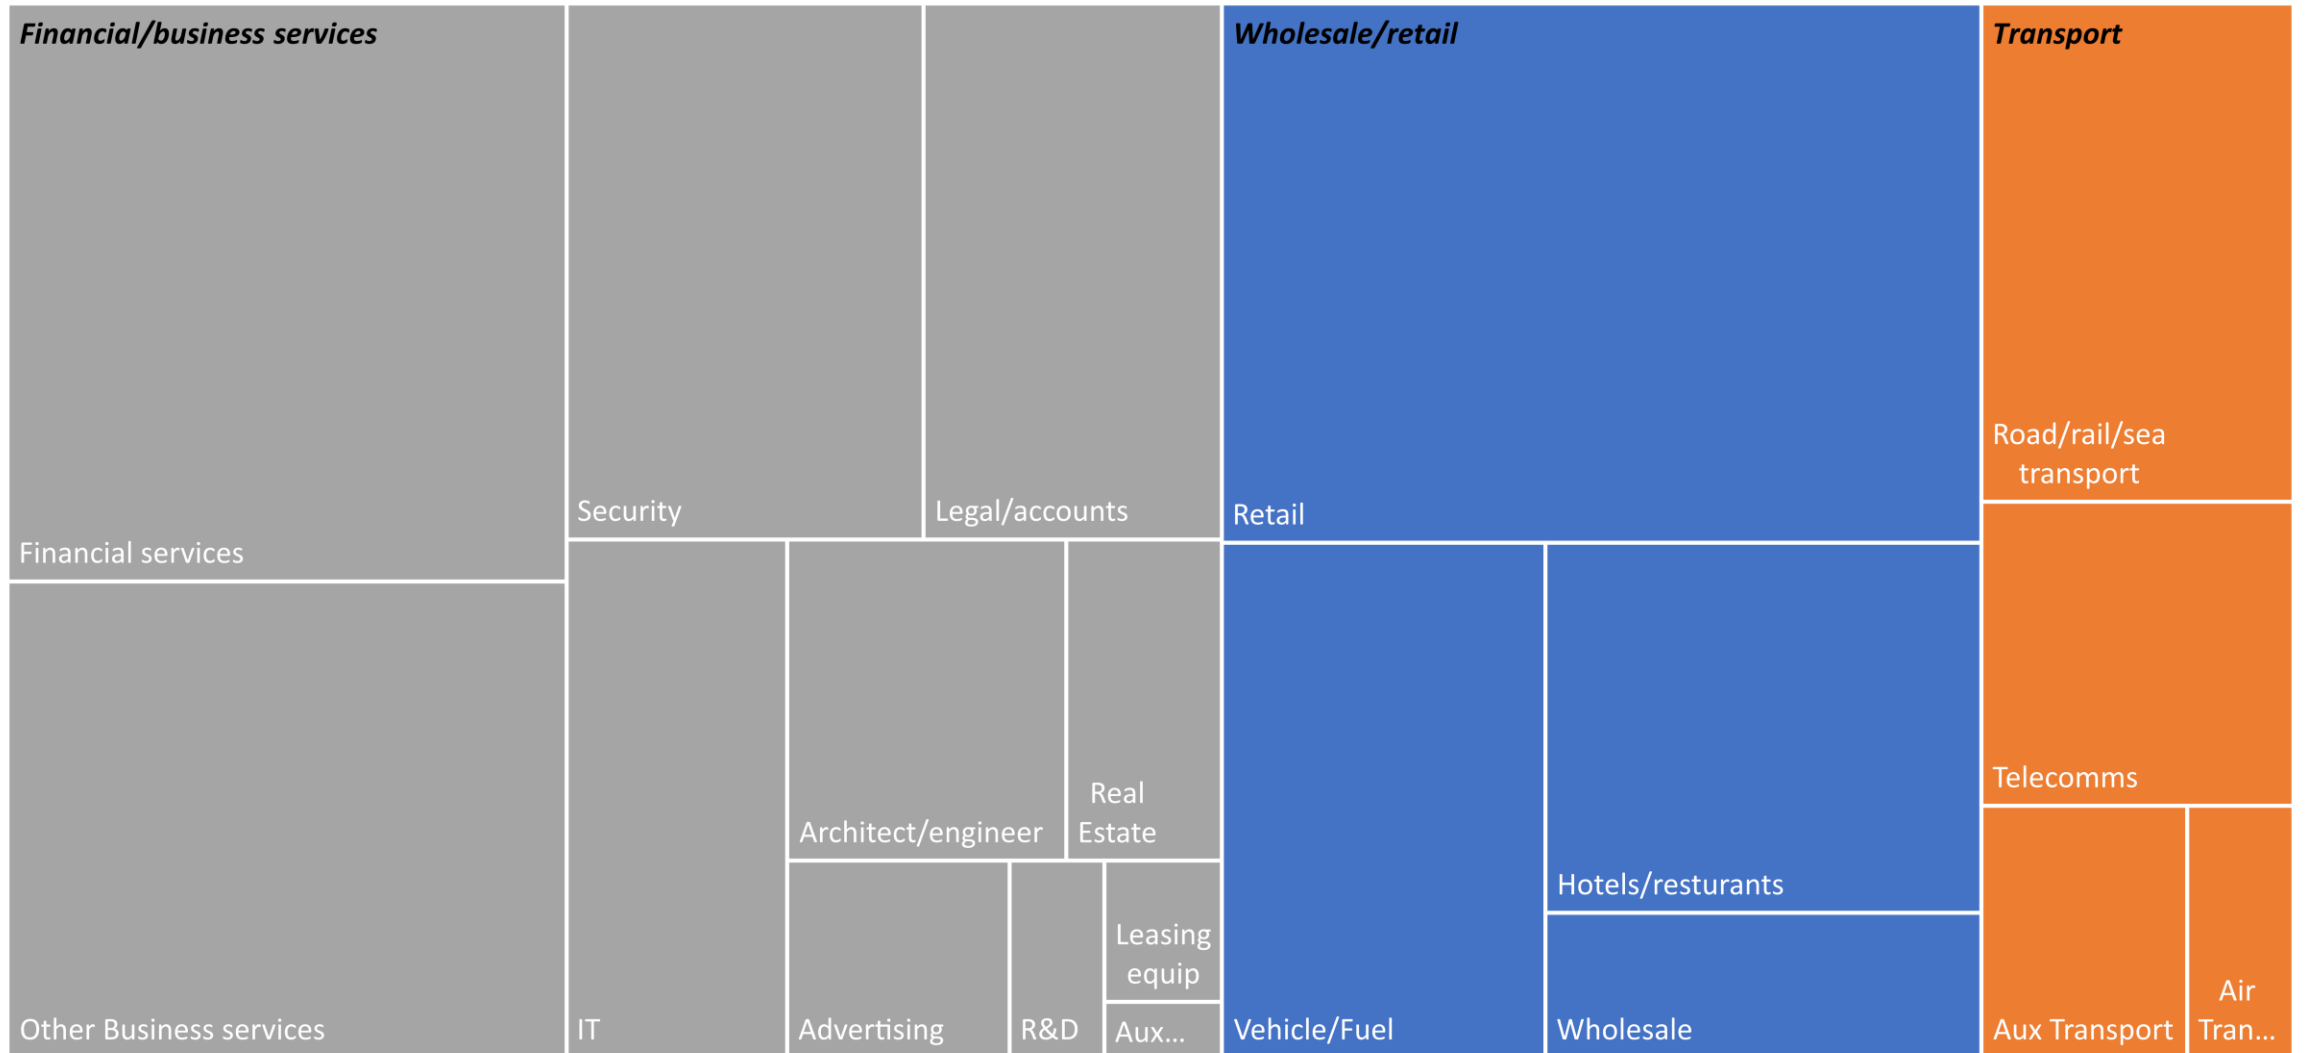 Financial/business services
Financial services
Other Business services
Security
Legal/accounts
IT
Architect/engineer
Real
Estate
Advertising
R&D
Leasing
equip
Aux...
Wholesale/retail
Retail
Vehicle/Fuel
Hotels/resturants
Wholesale
Transport
Road/rail/sea
transport
Telecomms
Aux Transport
Air
Tran...